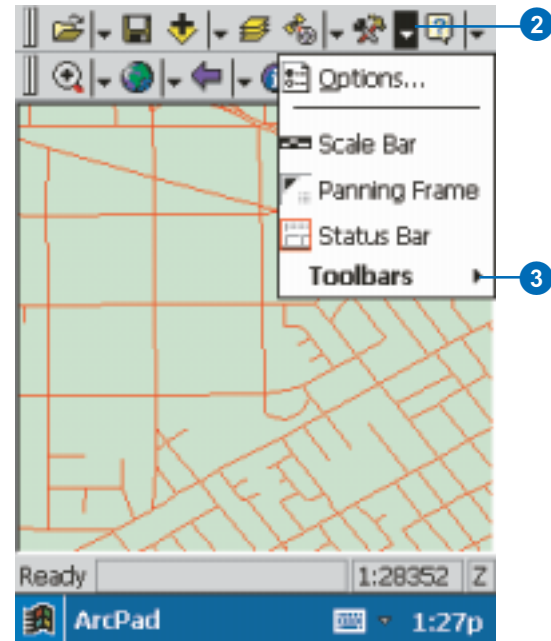 2
Options...
Scale Bar
Panning Frame
Status Bar
Toolbars
3
Ready 1:28352 Z
ArcPad 1:27p